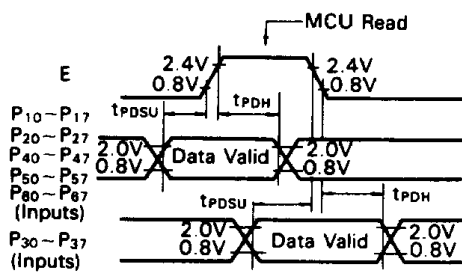 MCU Read
E
2.4V
0.8V
2.4V
0.8V
tPDSU
tPDH
P10~P17
P20~P27
P40~P47
P50~P57
P60~P67
(Inputs)
2.0V
0.8V
Data Valid
2.0V
0.8V
tPDSU
tPDH
P30~P37
(Inputs)
2.0V
0.8V
Data Valid
2.0V
0.8V